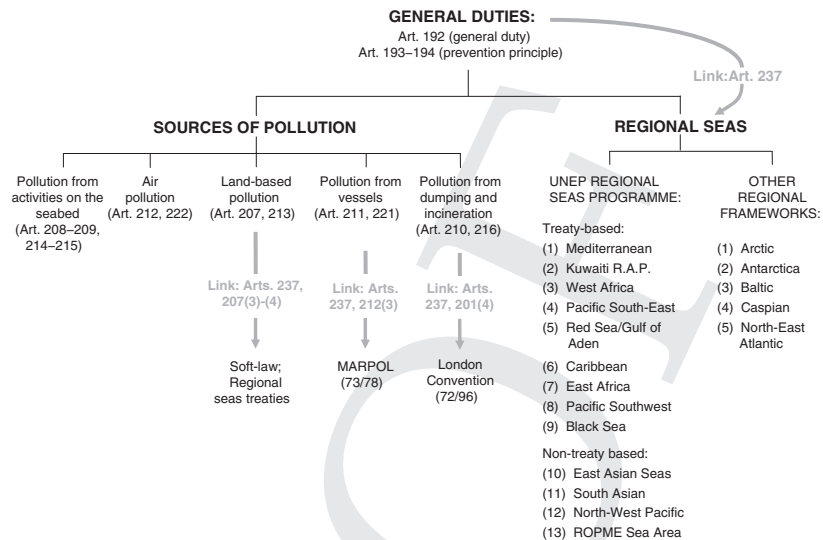 GENERAL DUTIES:
Art. 192 (general duty)
Art. 193–194 (prevention principle)
Link:Art. 237
SOURCES OF POLLUTION
Pollution from
activities on the
seabed
(Art. 208–209,
214–215)
Air
pollution
(Art. 212, 222)
Land-based
pollution
(Art. 207, 213)
Pollution from
vessels
(Art. 211, 221)
Pollution from
dumping and
incineration
(Art. 210, 216)
Link: Arts. 237,
207(3)-(4)
Link: Arts.
237, 212(3)
Link: Arts.
237, 201(4)
Soft-law;
Regional
seas treaties
MARPOL
(73/78)
London
Convention
(72/96)
REGIONAL SEAS
UNEP REGIONAL
SEAS PROGRAMME:
Treaty-based:
(1) Mediterranean
(2) Kuwaiti R.A.P.
(3) West Africa
(4) Pacific South-East
(5) Red Sea/Gulf of
Aden
(6) Caribbean
(7) East Africa
(8) Pacific Southwest
(9) Black Sea
Non-treaty based:
(10) East Asian Seas
(11) South Asian
(12) North-West Pacific
(13) ROPME Sea Area
OTHER
REGIONAL
FRAMEWORKS:
(1) Arctic
(2) Antarctica
(3) Baltic
(4) Caspian
(5) North-East
Atlantic